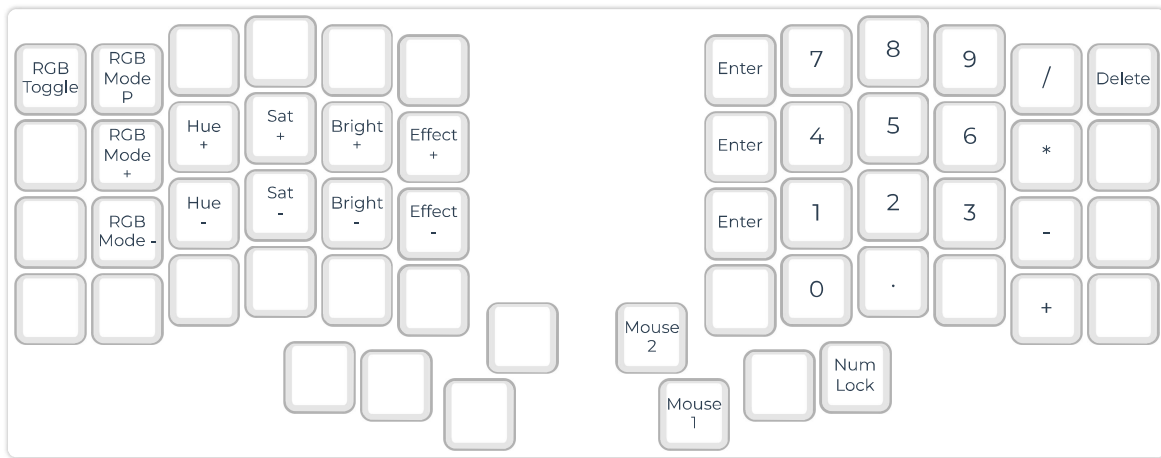 RGB
Toggle
RGB
Mode
P
Enter
7
8
9
/
Delete
RGB
Mode
+
Hue
+
Sat
+
Bright
+
Effect
+
Enter
4
5
6
*
RGB
Mode -
Hue
-
Sat
-
Bright
-
Effect
-
Enter
1
2
3
-
0
.
+
Mouse
2
Mouse
1
Num
Lock